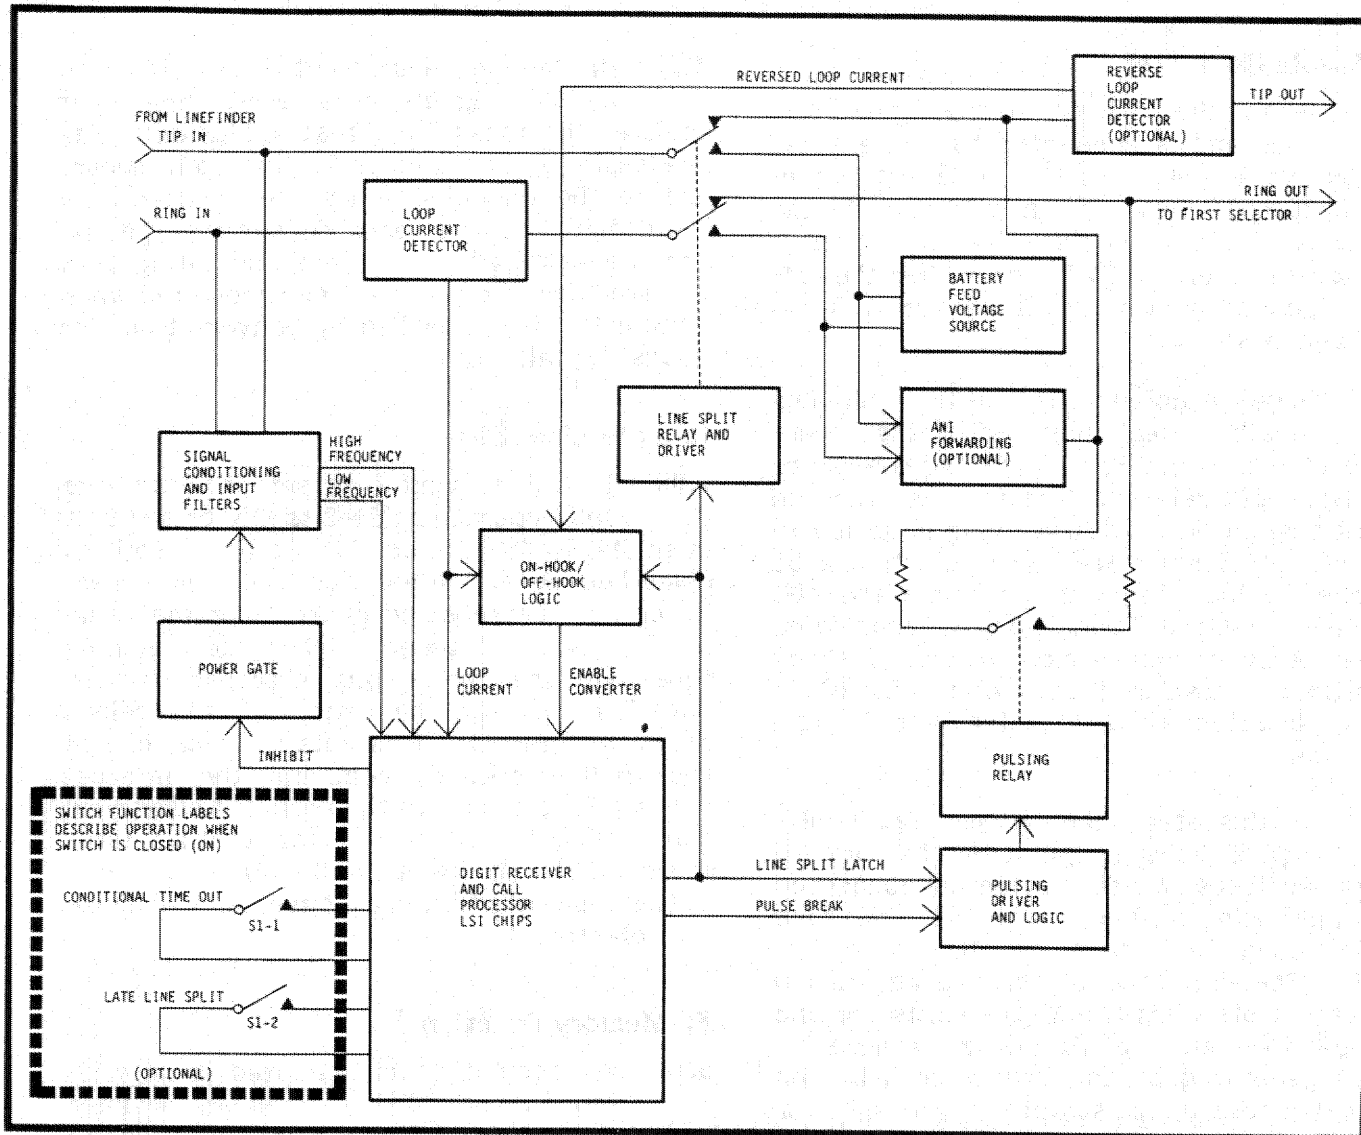 REVERSED LOOP CURRENT
REVERSE
LOOP
CURRENT
DETECTOR
(OPTIONAL)
TIP OUT
FROM LINEFINDER
TIP IN
RING IN
LOOP
CURRENT
DETECTOR
RING OUT
TO FIRST SELECTOR
BATTERY
FEED
VOLTAGE
SOURCE
LINE SPLIT
RELAY AND
DRIVER
ANI
FORWARDING
(OPTIONAL)
SIGNAL
CONDITIONING
AND INPUT
FILTERS
HIGH
FREQUENCY
LOW
FREQUENCY
ON-HOOK/
OFF-HOOK
LOGIC
POWER GATE
LOOP
CURRENT
ENABLE
CONVERTER
INHIBIT
PULSING
RELAY
SWITCH FUNCTION LABELS
DESCRIBE OPERATION WHEN
SWITCH IS CLOSED (ON)
CONDITIONAL TIME OUT
S1-1
LATE LINE SPLIT
S1-2
(OPTIONAL)
DIGIT RECEIVER
AND CALL
PROCESSOR
LSI CHIPS
LINE SPLIT LATCH
PULSE BREAK
PULSING
DRIVER
AND LOGIC